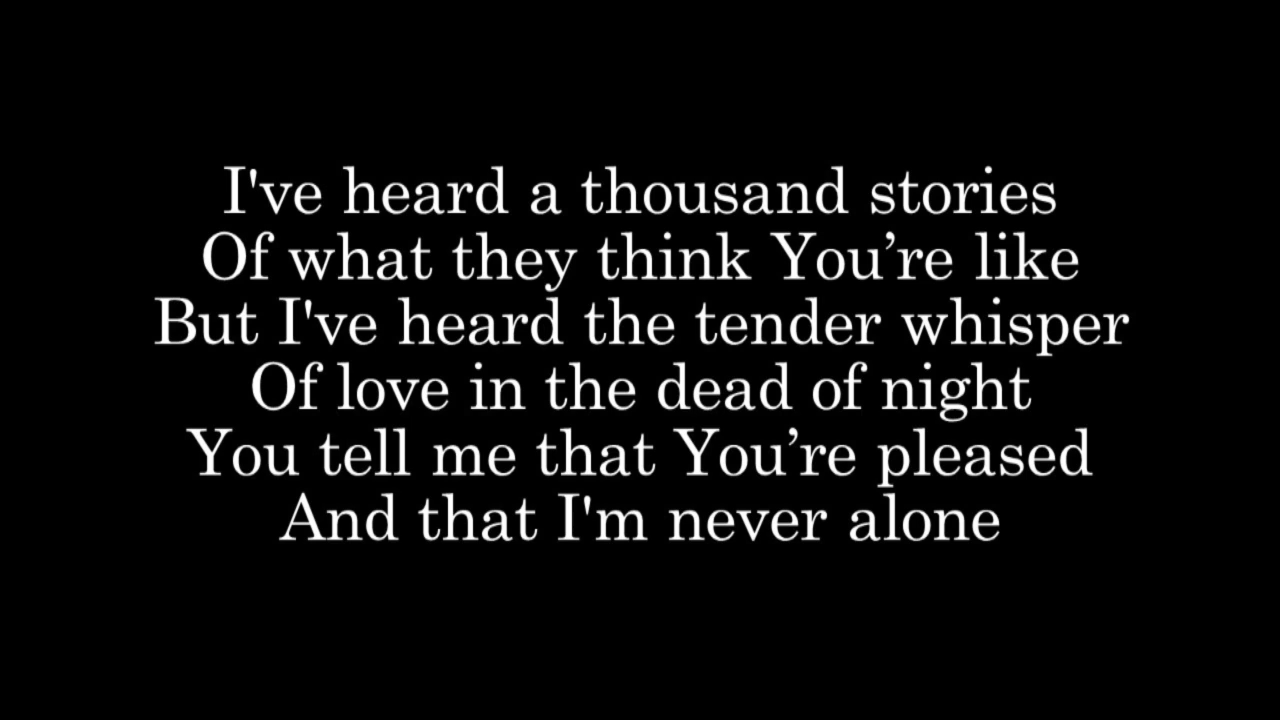 I've heard a thousand stories
Of what they think You’re like
But I've heard the tender whisper
Of love in the dead of night
You tell me that You’re pleased
And that I'm never alone